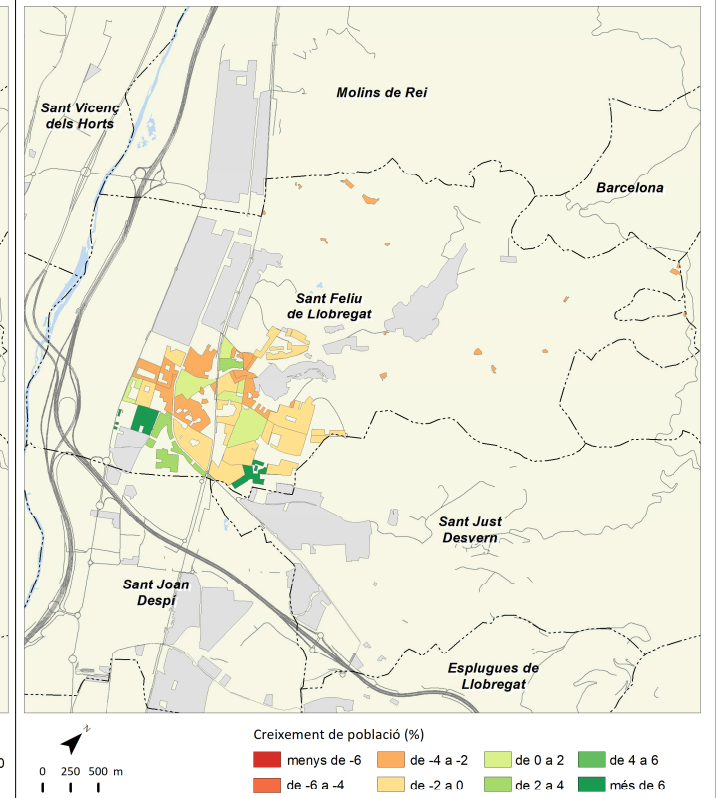 Molins de Rei
Sant Vicenç
dels Horts
Barcelona
Sant Feliu
de Llobregat
Sant Just
Desvern
Sant Joan
Despí
Esplugues de
Llobregat
Creixement de població (%)
N
menys de -6
de -4 a -2
de 0 a 2
de 4 a 6
0
0 250 500 m
de -6 a -4
de -2 a 0
de 2 a 4
més de 6